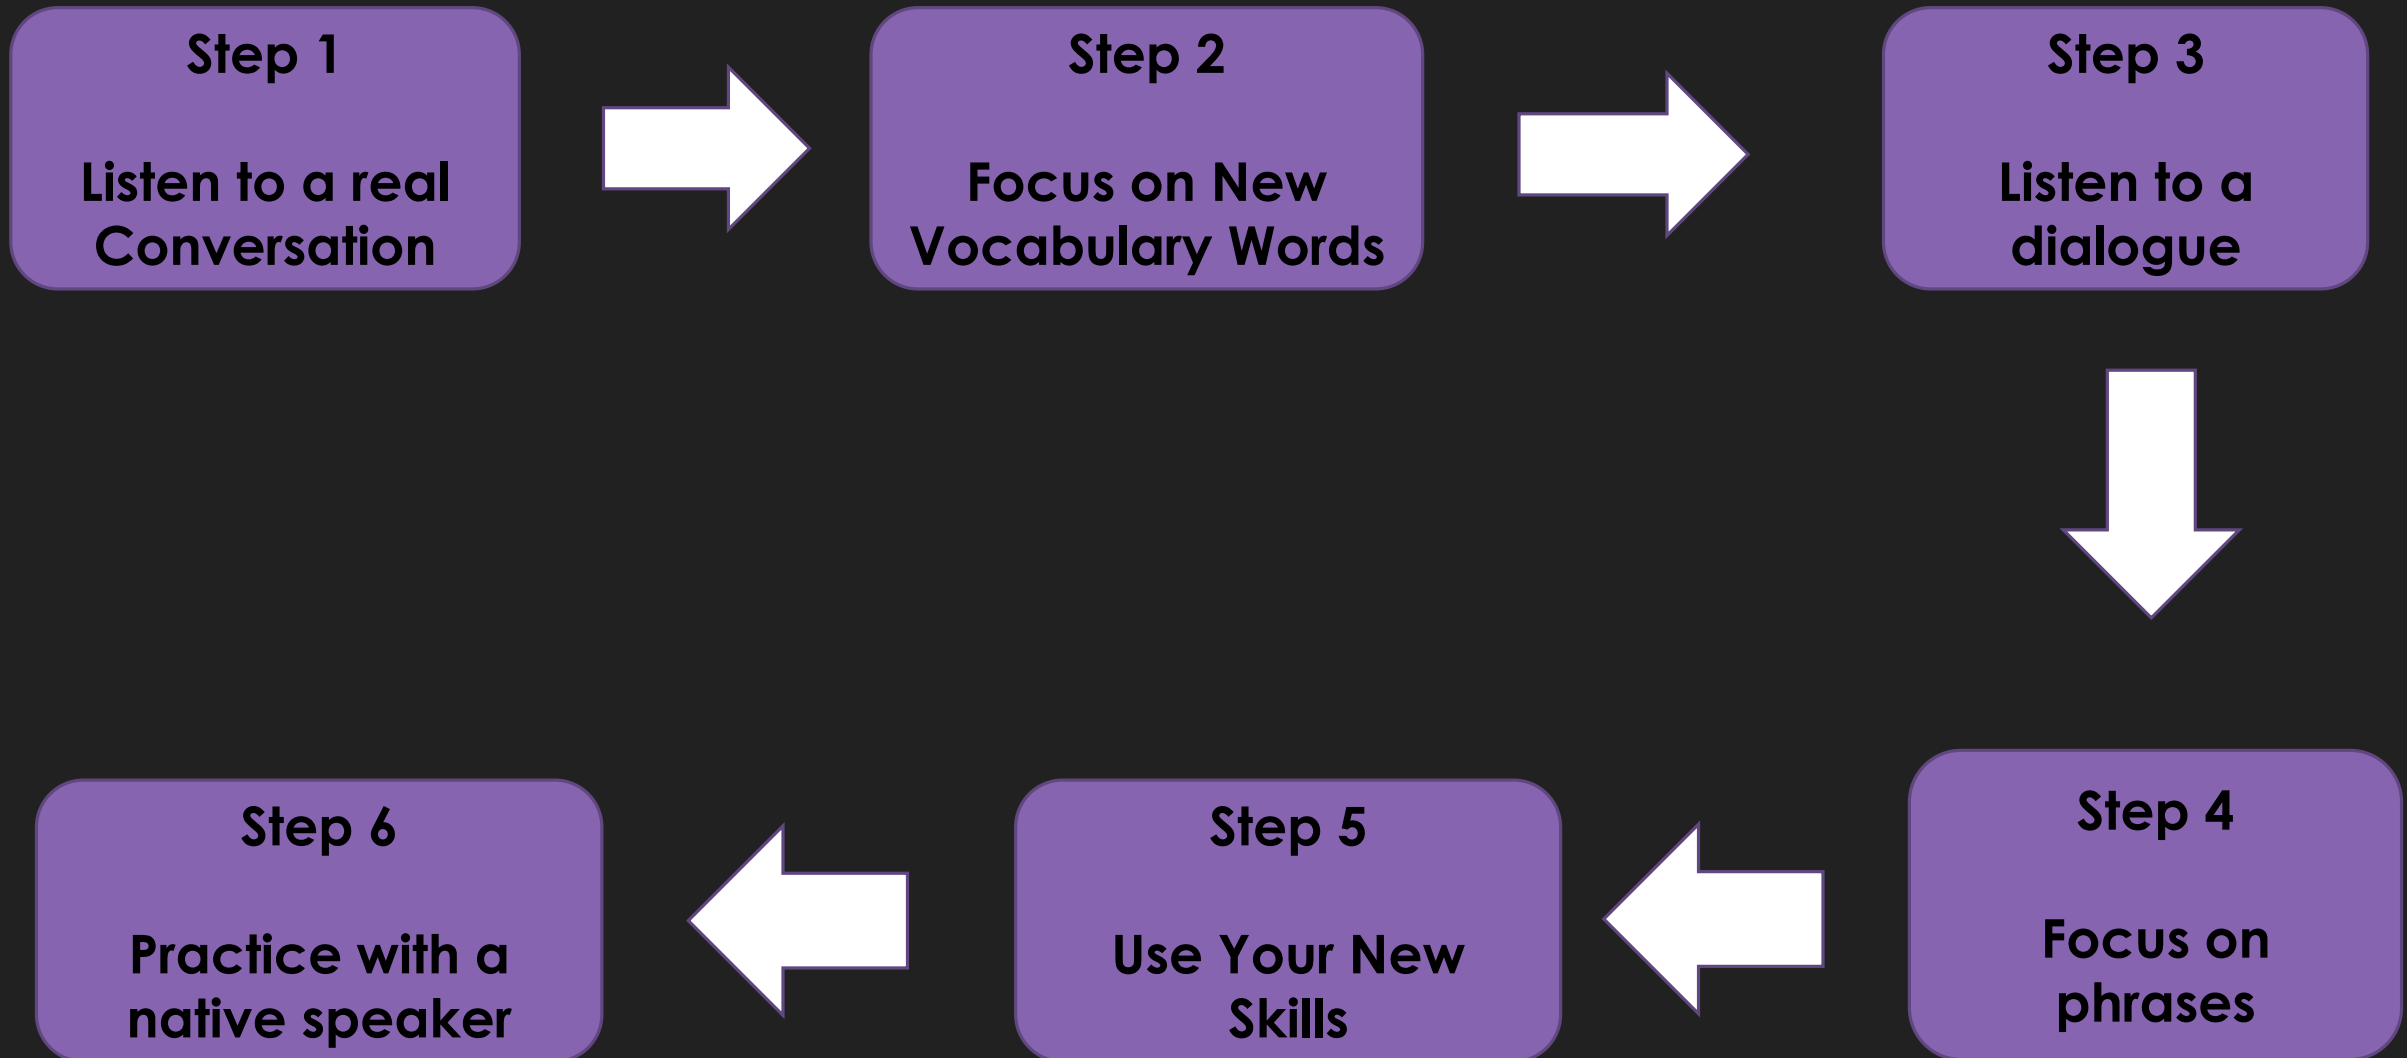 Step 1
Listen to a real
Conversation
Step 2
Focus on New
Vocabulary Words
Step 3
Listen to a
dialogue
Step 4
Focus on
phrases
Step 5
Use Your New
Skills
Step 6
Practice with a
native speaker